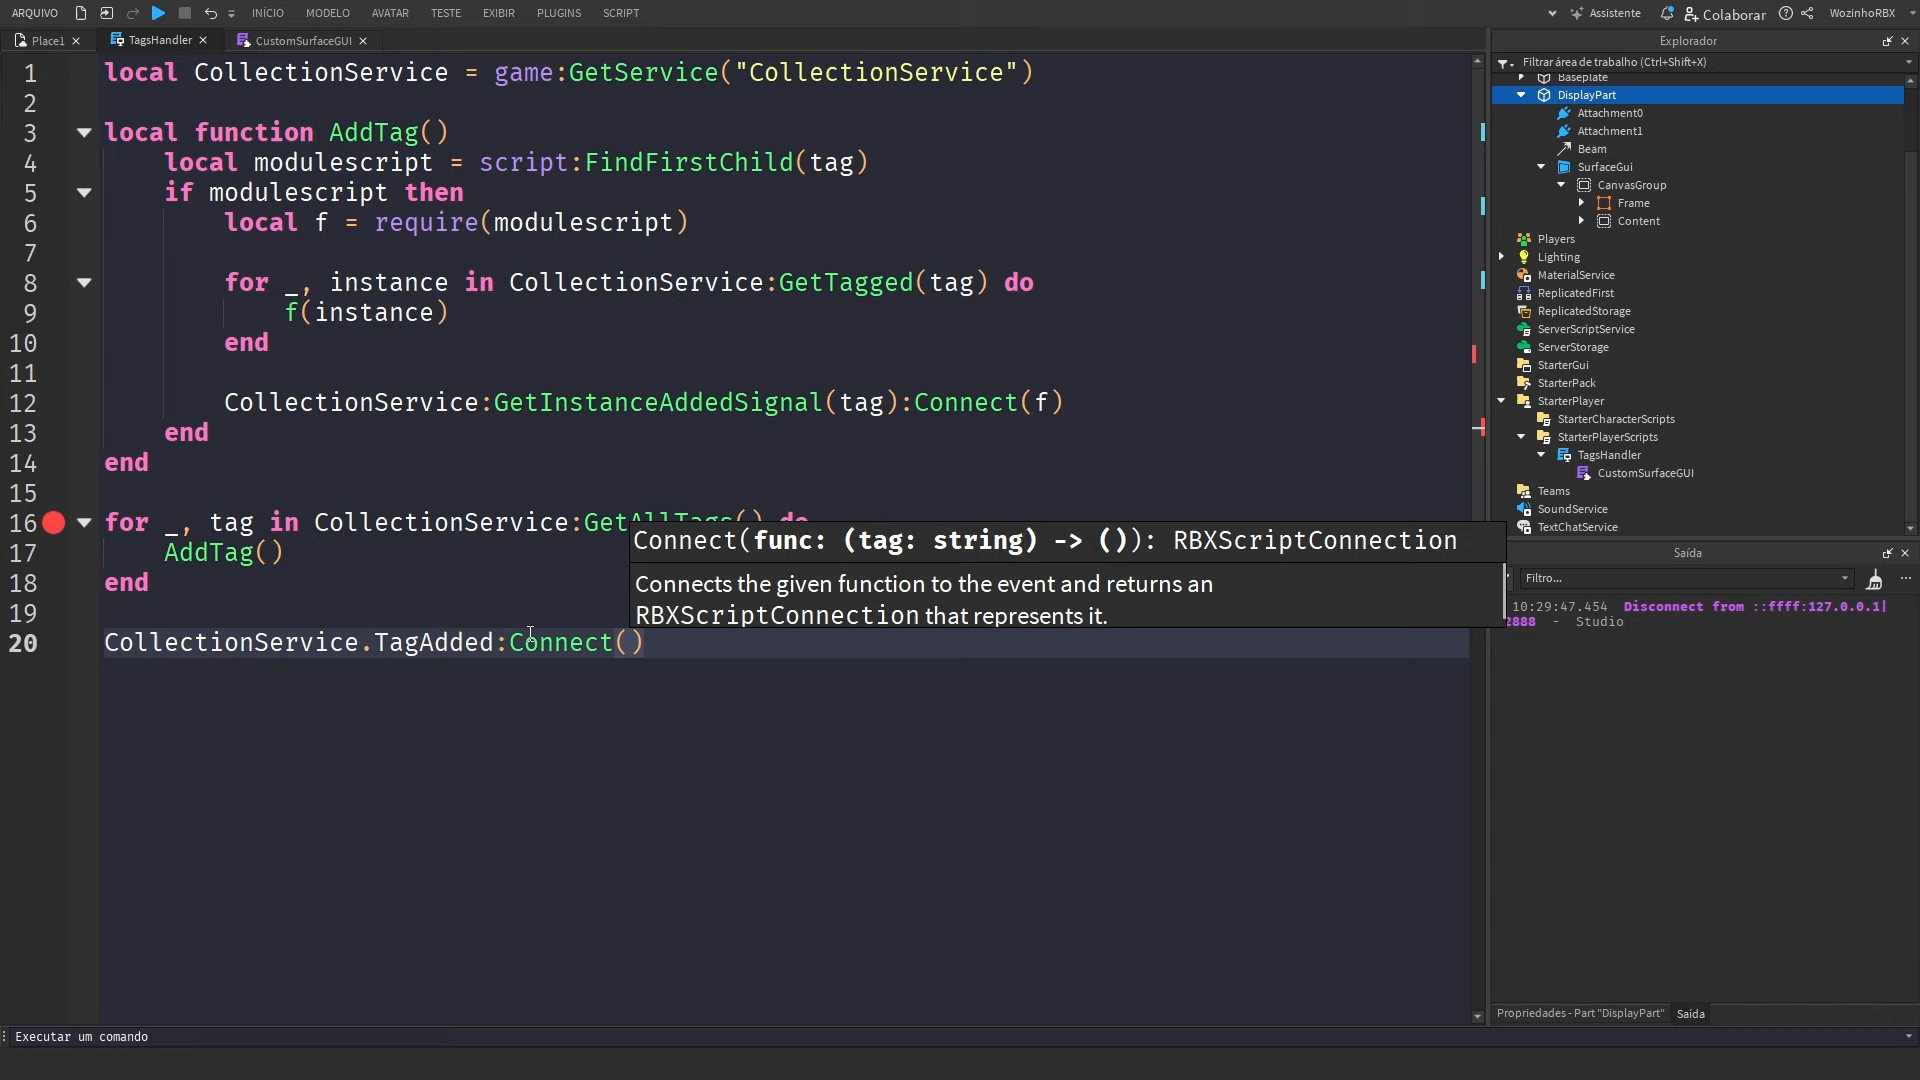 ARQUIVO INÍCIO MODELO AVATAR TESTE EXIBIR PLUGINS SCRIPT Assistente Colaborar WozinhoRBX
Place1 TagsHandler CustomSurfaceGUI
1 local CollectionService = game:GetService("CollectionService")
2
3 local function AddTag()
4 local modulescript = script:FindFirstChild(tag)
5 if modulescript then
6 local f = require(modulescript)
7
8 for _, instance in CollectionService:GetTagged(tag) do
9 f(instance)
10 end
11
12 CollectionService:GetInstanceAddedSignal(tag):Connect(f)
13 end
14 end
15
16 for _, tag in CollectionService:GetAllTags() do
17 AddTag()
18 end
19
20 CollectionService.TagAdded:Connect()
Connect(func: (tag: string) -> ()): RBXScriptConnection
Connects the given function to the event and returns an
RBXScriptConnection that represents it.
Explorador
Filtrar área de trabalho (Ctrl+Shift+X)
Baseplate
DisplayPart
Attachment0
Attachment1
Beam
SurfaceGui
CanvasGroup
Frame
Content
Players
Lighting
MaterialService
ReplicatedFirst
ReplicatedStorage
ServerScriptService
ServerStorage
StarterGui
StarterPack
StarterPlayer
StarterCharacterScripts
StarterPlayerScripts
TagsHandler
CustomSurfaceGUI
Teams
SoundService
TextChatService
Saída
Filtro...
10:29:47.454 Disconnect from ::ffff:127.0.0.1|
2888 - Studio
Propriedades - Part "DisplayPart" Saída
Executar um comando